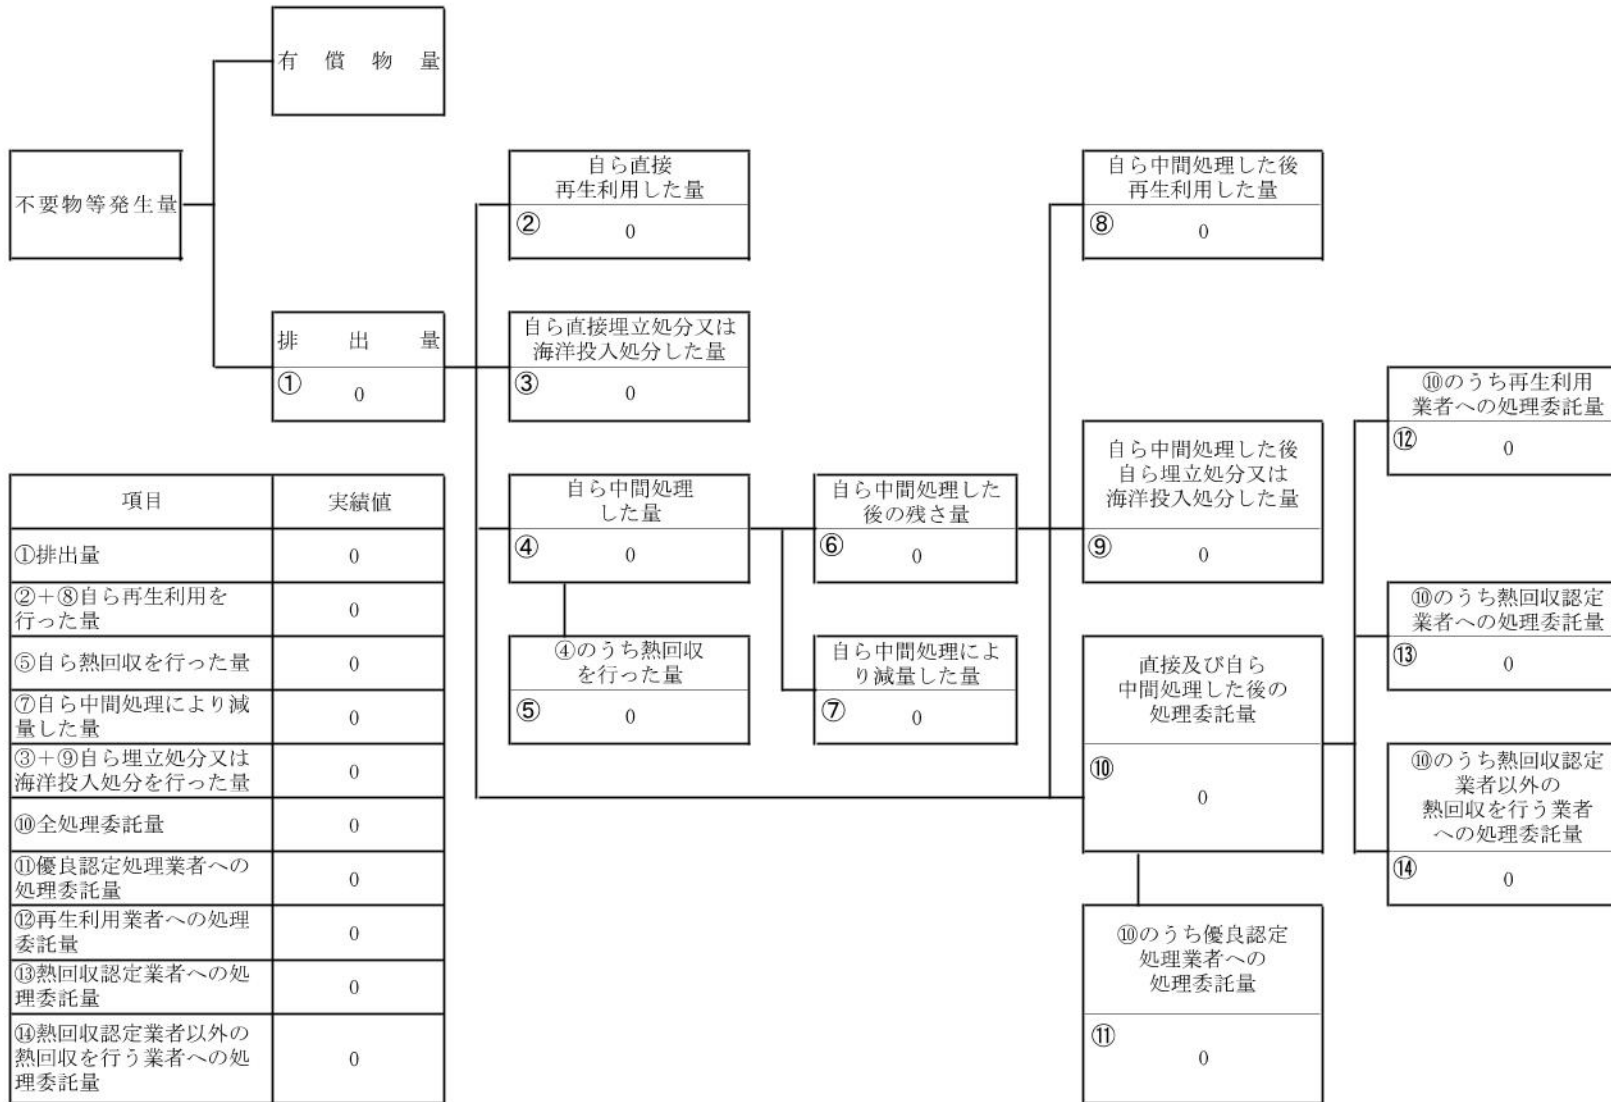 有償物量
不要物等発生量
排出量
① 0
自ら直接
再生利用した量
② 0
自ら直接埋立処分又は
海洋投入処分した量
③ 0
自ら中間処理
した量
④ 0
④のうち熱回収
を行った量
⑤ 0
自ら中間処理した
後の残さ量
⑥ 0
自ら中間処理によ
り減量した量
⑦ 0
自ら中間処理した後
再生利用した量
⑧ 0
自ら中間処理した後
自ら埋立処分又は
海洋投入処分した量
⑨ 0
直接及び自ら
中間処理した後の
処理委託量
⑩ 0
⑩のうち優良認定
処理業者への
処理委託量
⑪ 0
⑩のうち再生利用
業者への処理委託量
⑫ 0
⑩のうち熱回収認定
業者への処理委託量
⑬ 0
⑩のうち熱回収認定
業者以外の
熱回収を行う業者
への処理委託量
⑭ 0
項目 実績値
①排出量 0
②+⑧自ら再生利用を
行った量 0
⑤自ら熱回収を行った量 0
⑦自ら中間処理により減
量した量 0
③+⑨自ら埋立処分又は
海洋投入処分を行った量 0
⑩全処理委託量 0
⑪優良認定処理業者への
処理委託量 0
⑫再生利用業者への処理
委託量 0
⑬熱回収認定業者への処
理委託量 0
⑭熱回収認定業者以外の
熱回収を行う業者への処
理委託量 0